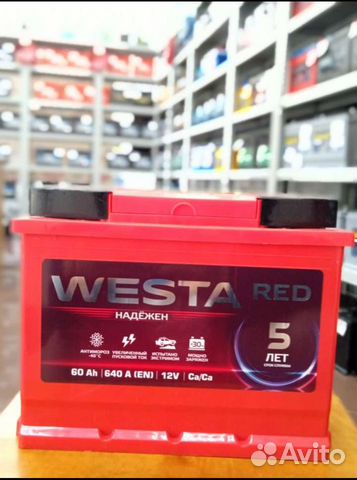 WESTA RED
НАДЁЖЕН
5
ЛЕТ
СРОК СЛУЖБЫ
АНТИМОРОЗ
-40°C
УВЕЛИЧЕННЫЙ
ПУСКОВОЙ ТОК
ИСПЫТАНО
ЭКСТРИМОМ
30
МОЩНО
ЗАРЯЖЕН
60 Ah | 640 A (EN) | 12V | Ca/Ca
Avito